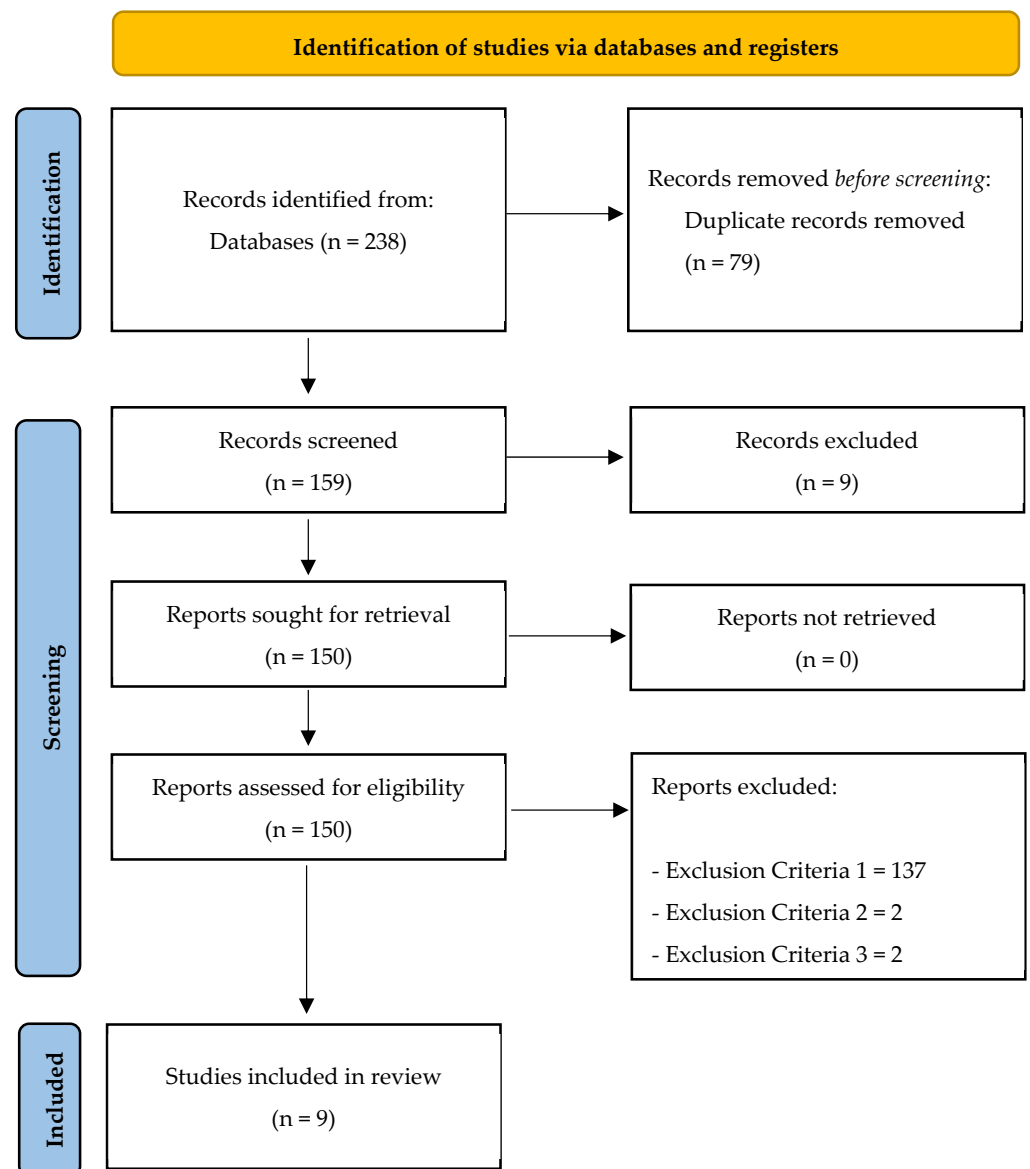 Identification of studies via databases and registers
Identification
Records identified from:
Databases (n = 238)
Records removed before screening:
Duplicate records removed
(n = 79)
Screening
Records screened
(n = 159)
Records excluded
(n = 9)
Reports sought for retrieval
(n = 150)
Reports not retrieved
(n = 0)
Reports assessed for eligibility
(n = 150)
Reports excluded:
- Exclusion Criteria 1 = 137
- Exclusion Criteria 2 = 2
- Exclusion Criteria 3 = 2
Included
Studies included in review
(n = 9)